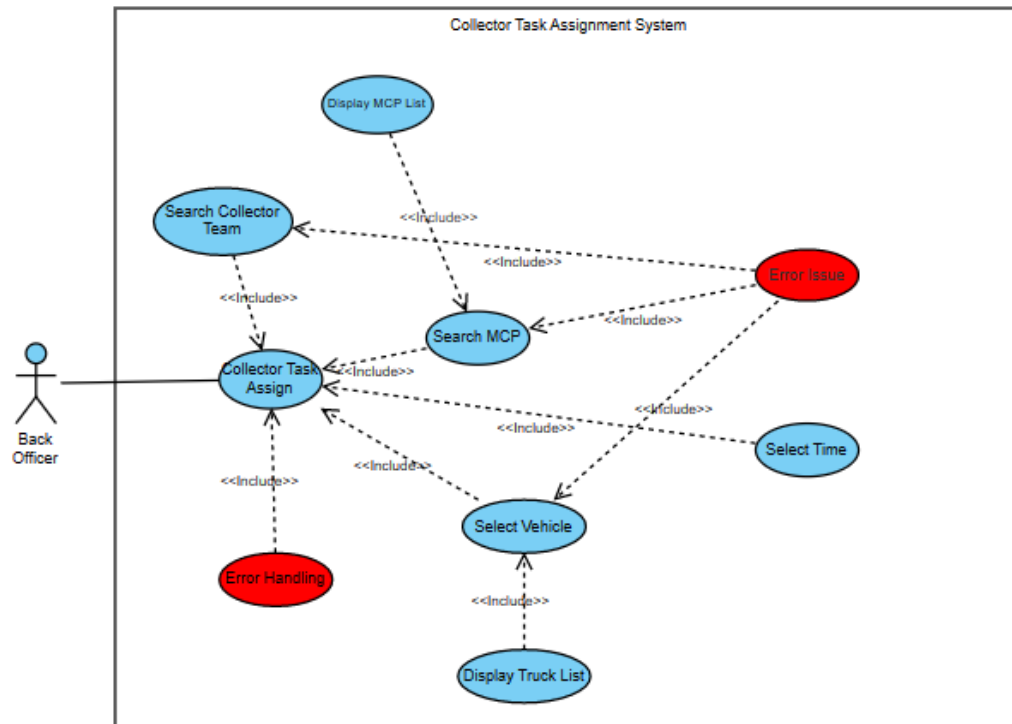 Collector Task Assignment System
Display MCP List
Search Collector
Team
<<Include>>
<<Include>>
Error Issue
<<Include>>
<<Include>>
Search MCP
Collector Task
Assign
<<Include>>
<<Include>>
<<Include>>
Back
Officer
Select Time
<<Include>>
<<Include>>
Select Vehicle
Error Handling
<<Include>>
Display Truck List